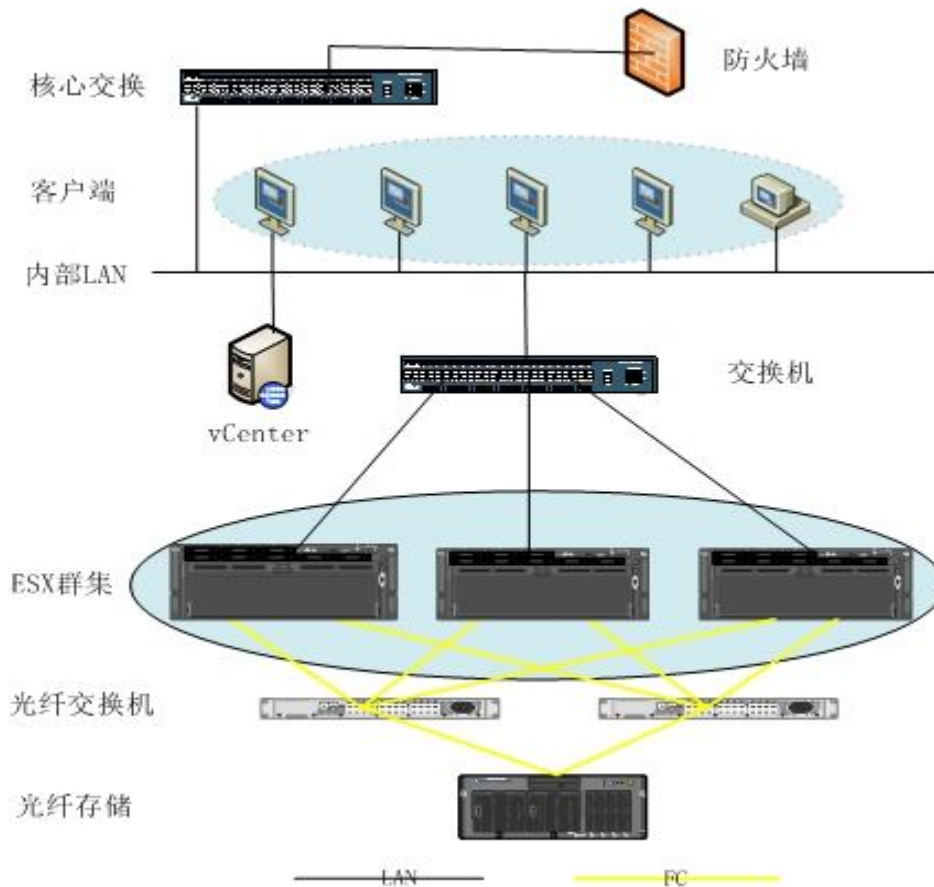 防火墙
核心交换
客户端
内部LAN
交换机
vCenter
ESX群集
光纤交换机
光纤存储
LAN
FC